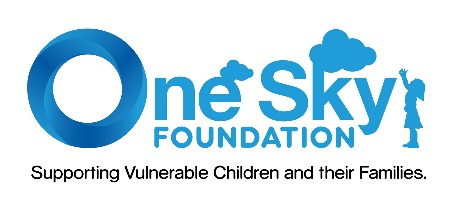 One Sky
FOUNDATION
Supporting Vulnerable Children and their Families.